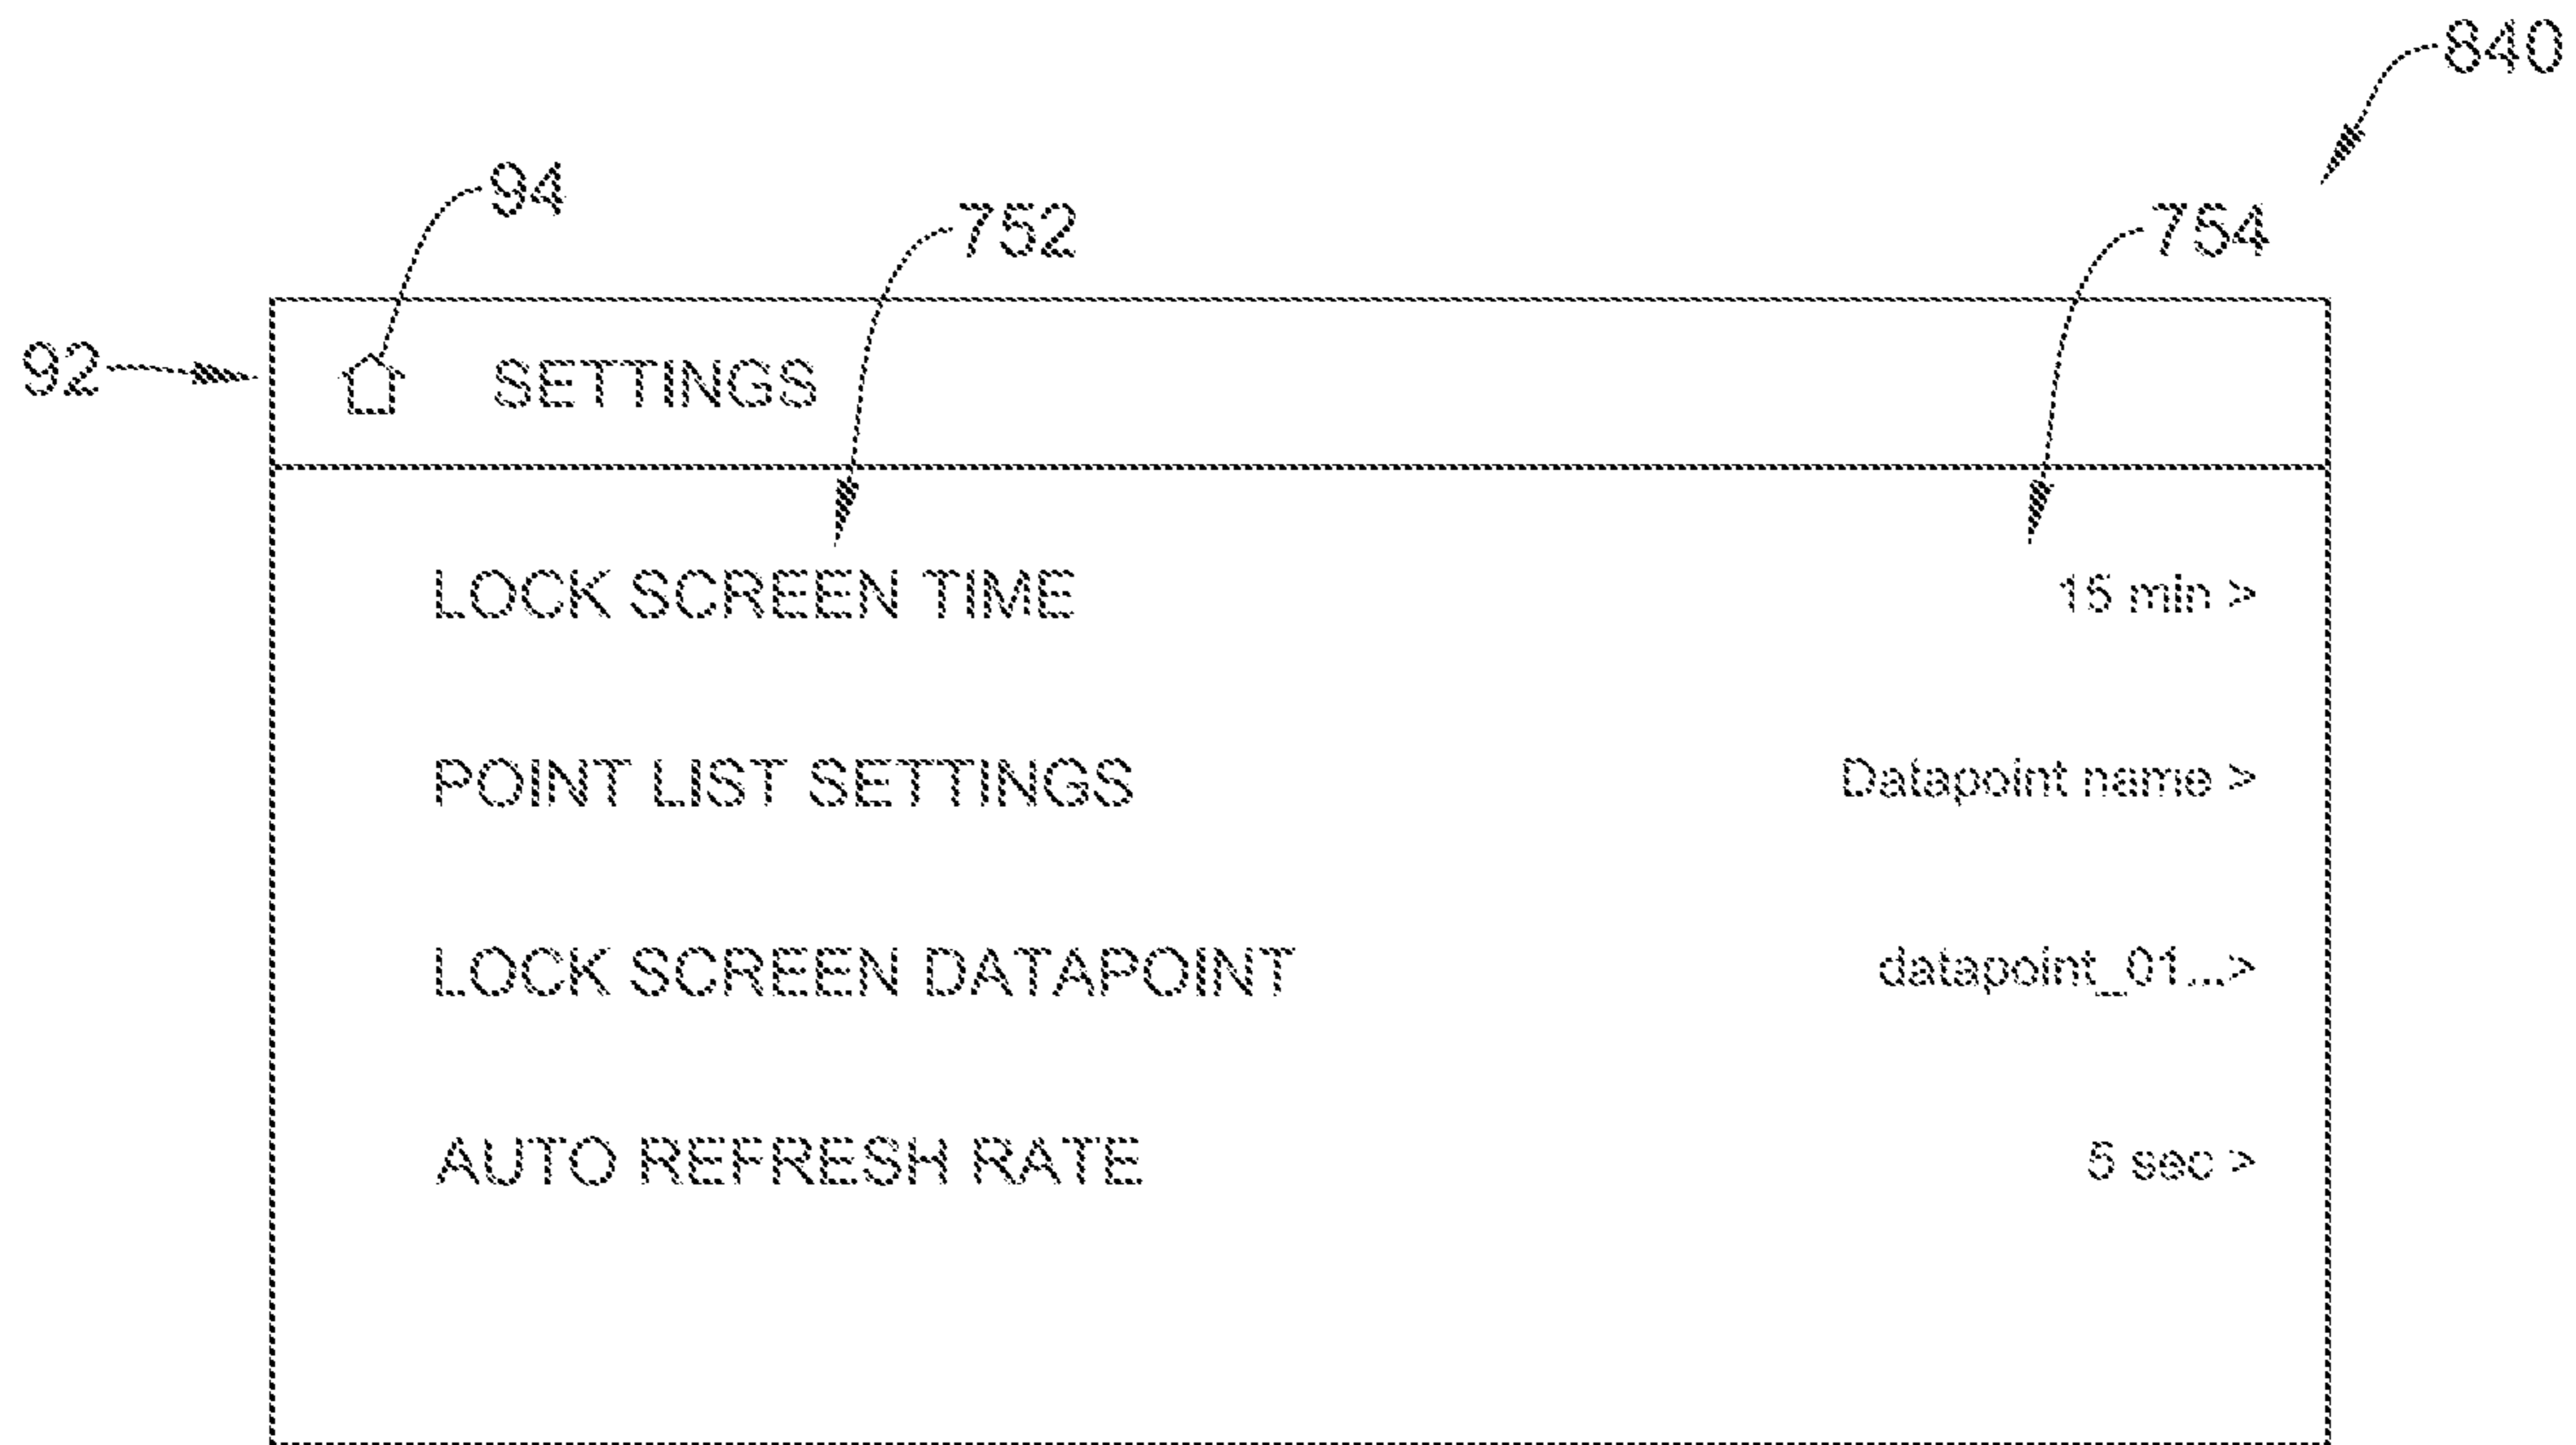 840
94
752
754
92
SETTINGS
LOCK SCREEN TIME 15 min >
POINT LIST SETTINGS Datapoint name >
LOCK SCREEN DATAPOINT datapoint_01...>
AUTO REFRESH RATE 5 sec >